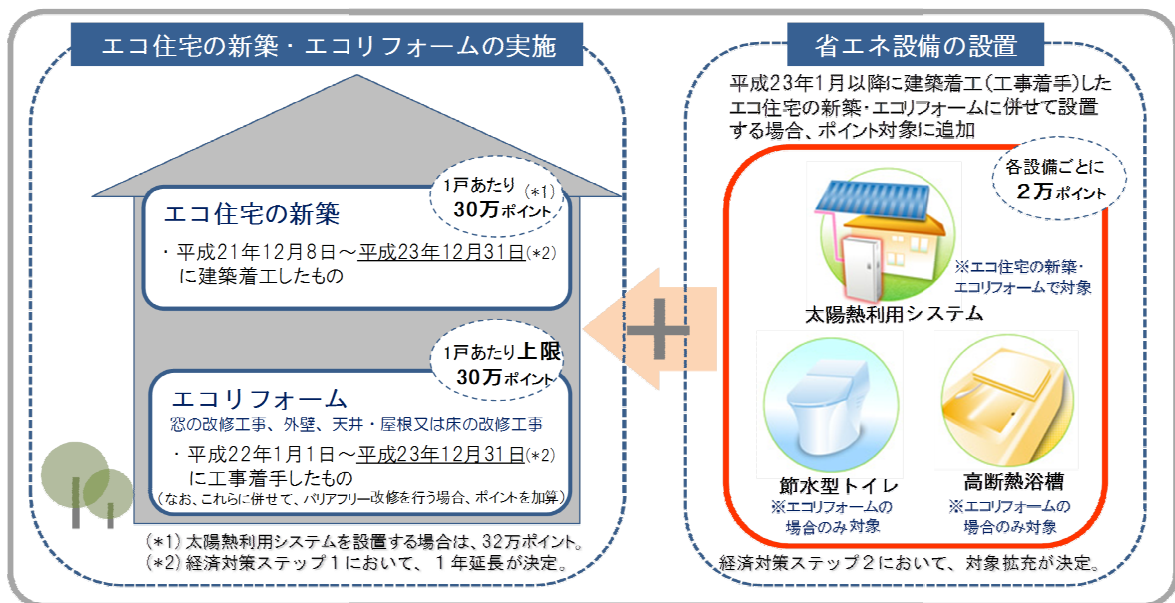 エコ住宅の新築・エコリフォームの実施
1戸あたり(*1)
30万ポイント
エコ住宅の新築
・平成21年12月8日～平成23年12月31日(*2)
に建築着工したもの
1戸あたり上限
30万ポイント
エコリフォーム
窓の改修工事、外壁、天井・屋根又は床の改修工事
・平成22年1月1日～平成23年12月31日(*2)
に工事着手したもの
(なお、これらに併せて、バリアフリー改修を行う場合、ポイントを加算)
(*1) 太陽熱利用システムを設置する場合は、32万ポイント。
(*2) 経済対策ステップ1において、1年延長が決定。
省エネ設備の設置
平成23年1月以降に建築着工(工事着手)した
エコ住宅の新築・エコリフォームに併せて設置
する場合、ポイント対象に追加
各設備ごとに
2万ポイント
※エコ住宅の新築・
エコリフォームで対象
太陽熱利用システム
節水型トイレ
※エコリフォームの
場合のみ対象
高断熱浴槽
※エコリフォームの
場合のみ対象
経済対策ステップ2において、対象拡充が決定。